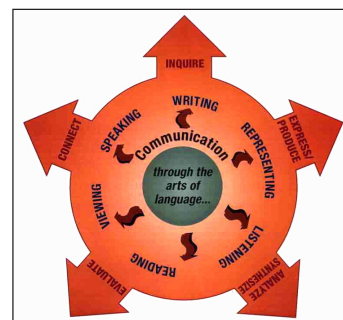 INQUIRE
EXPRESS/
PRODUCE
ANALYZE
SYNTHESIZE
EVALUATE
CONNECT
WRITING
REPRESENTING
LISTENING
READING
VIEWING
SPEAKING
Communication
through the
arts of
language...